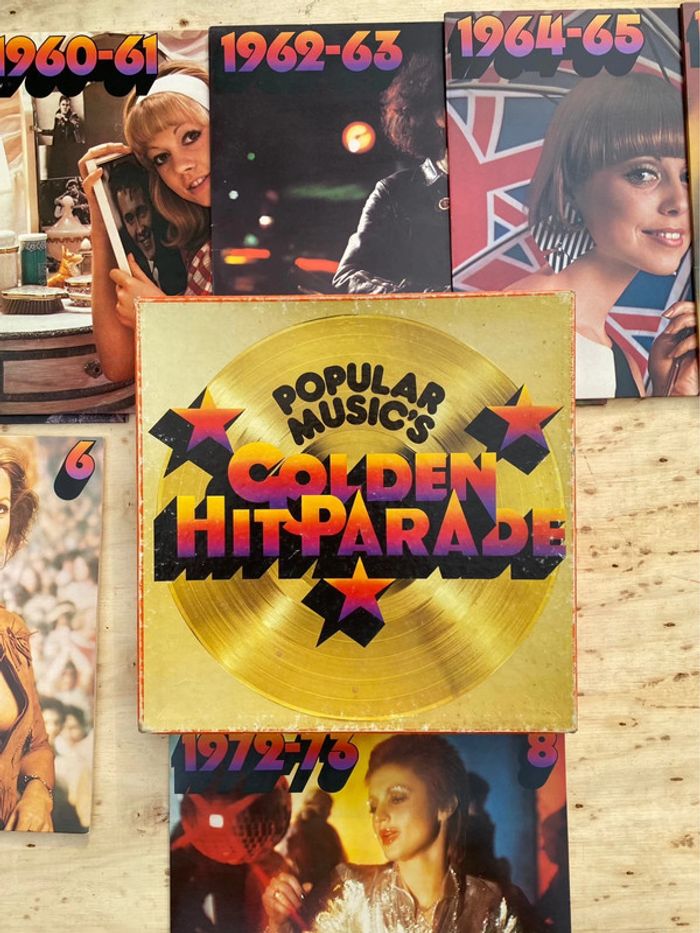 1960-61
1962-63
1964-65
POPULAR
MUSIC'S
GOLDEN
HIT PARADE
6
1972-73
8